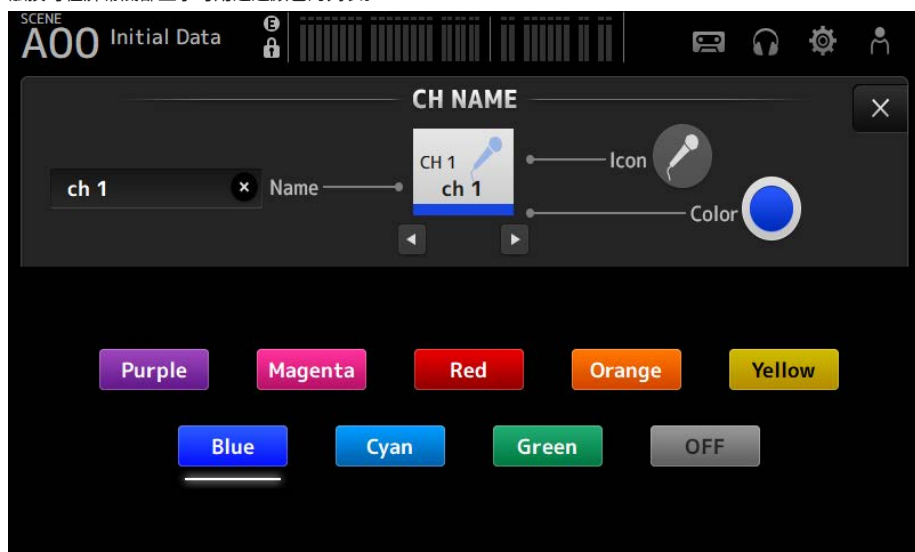 SCENE
A00 Initial Data
E
CH NAME
CH 1
ch 1
ch 1
Name
Icon
Color
Purple
Magenta
Red
Orange
Yellow
Blue
Cyan
Green
OFF